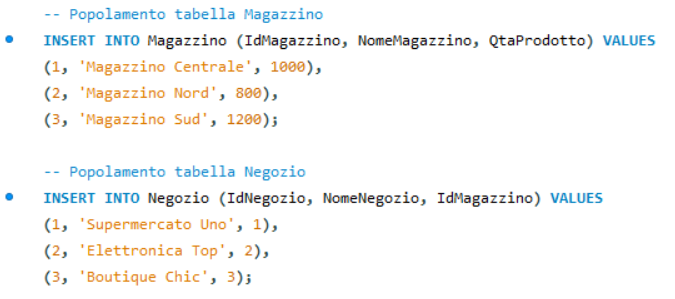 -- Popolamento tabella Magazzino
INSERT INTO Magazzino (IdMagazzino, NomeMagazzino, QtaProdotto) VALUES
(1, 'Magazzino Centrale', 1000),
(2, 'Magazzino Nord', 800),
(3, 'Magazzino Sud', 1200);
-- Popolamento tabella Negozio
INSERT INTO Negozio (IdNegozio, NomeNegozio, IdMagazzino) VALUES
(1, 'Supermercato Uno', 1),
(2, 'Elettronica Top', 2),
(3, 'Boutique Chic', 3);